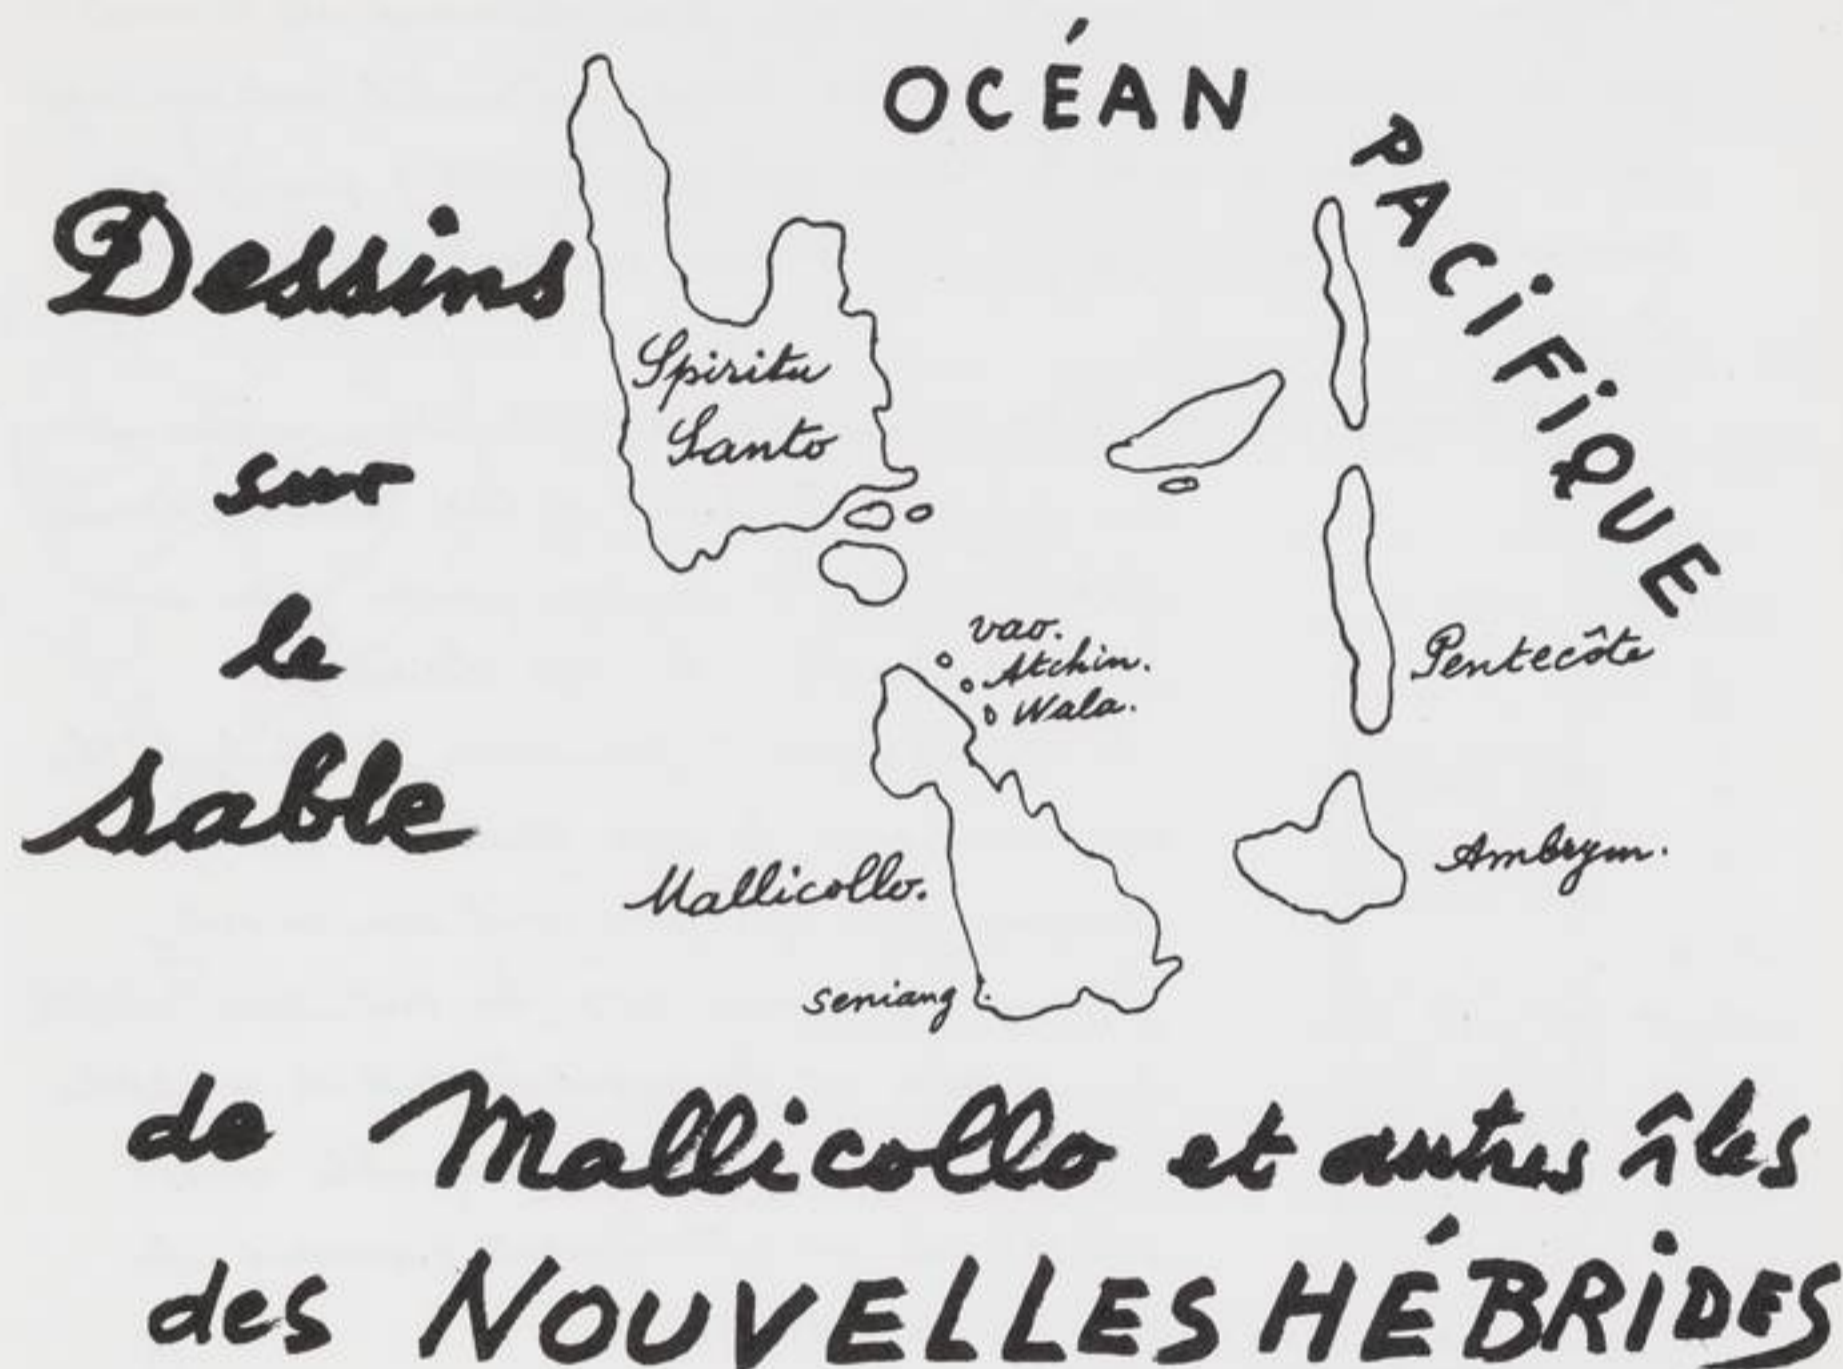 OCÉAN
PACiFiQUE
Dessins
sur
le
sable
Spiritu
Santo
vao.
Atchin.
Wala.
Pentecôte
Mallicollo.
Ambrym.
seniang
de Mallicollo et autres îles
des NOUVELLES HÉBRiDES